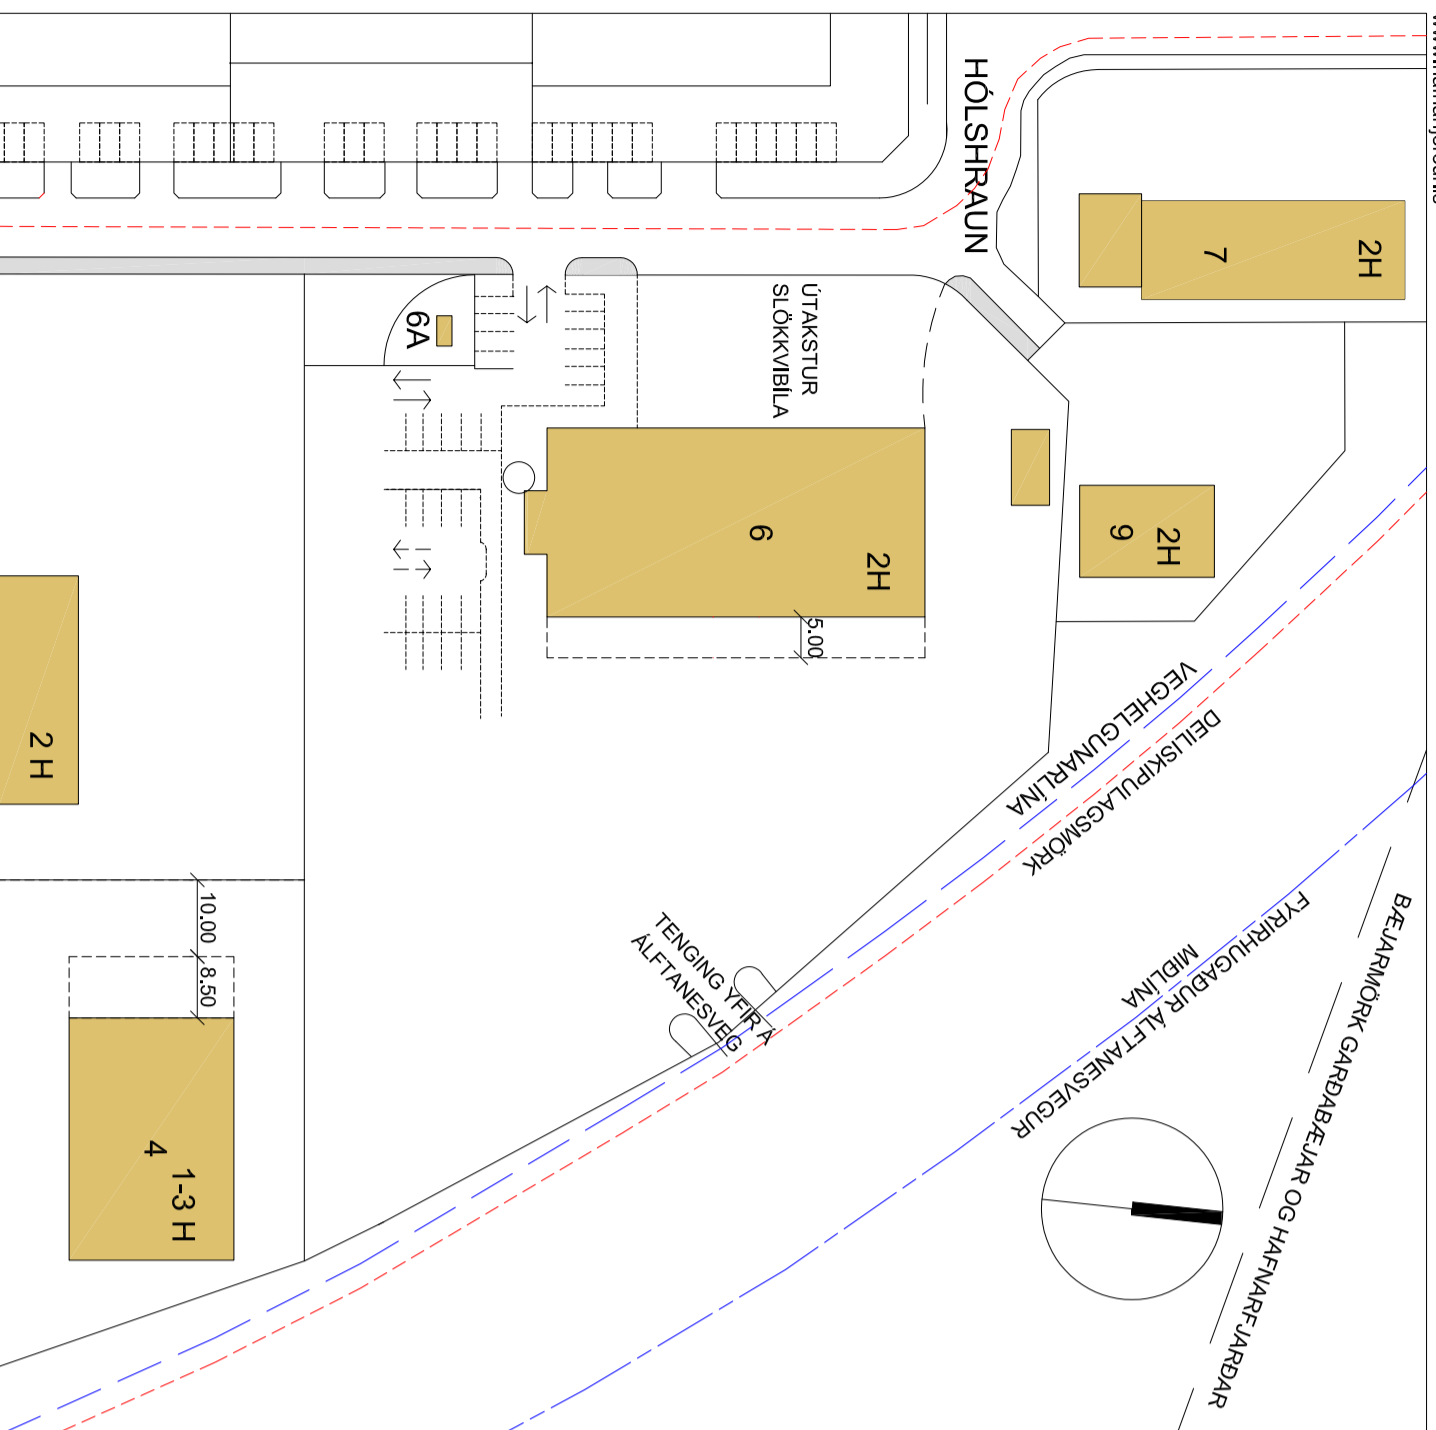 HÓLSHRAUN
7
2H
6A
ÚTAKSTUR
SLÖKKVIBÍLA
6
2H
9
2H
5.00
2 H
VEGHELGUNARLÍNA
DEILISKIPULAGSMÖRK
TENGING YFIR Á
ÁLFTANESVEG
MIÐLÍNA
FYRIRHUGAÐUR ÁLFTANESVEGUR
BÆJARMÖRK GARÐABÆJAR OG HAFNARFJARÐAR
10.00
8.50
4
1-3 H